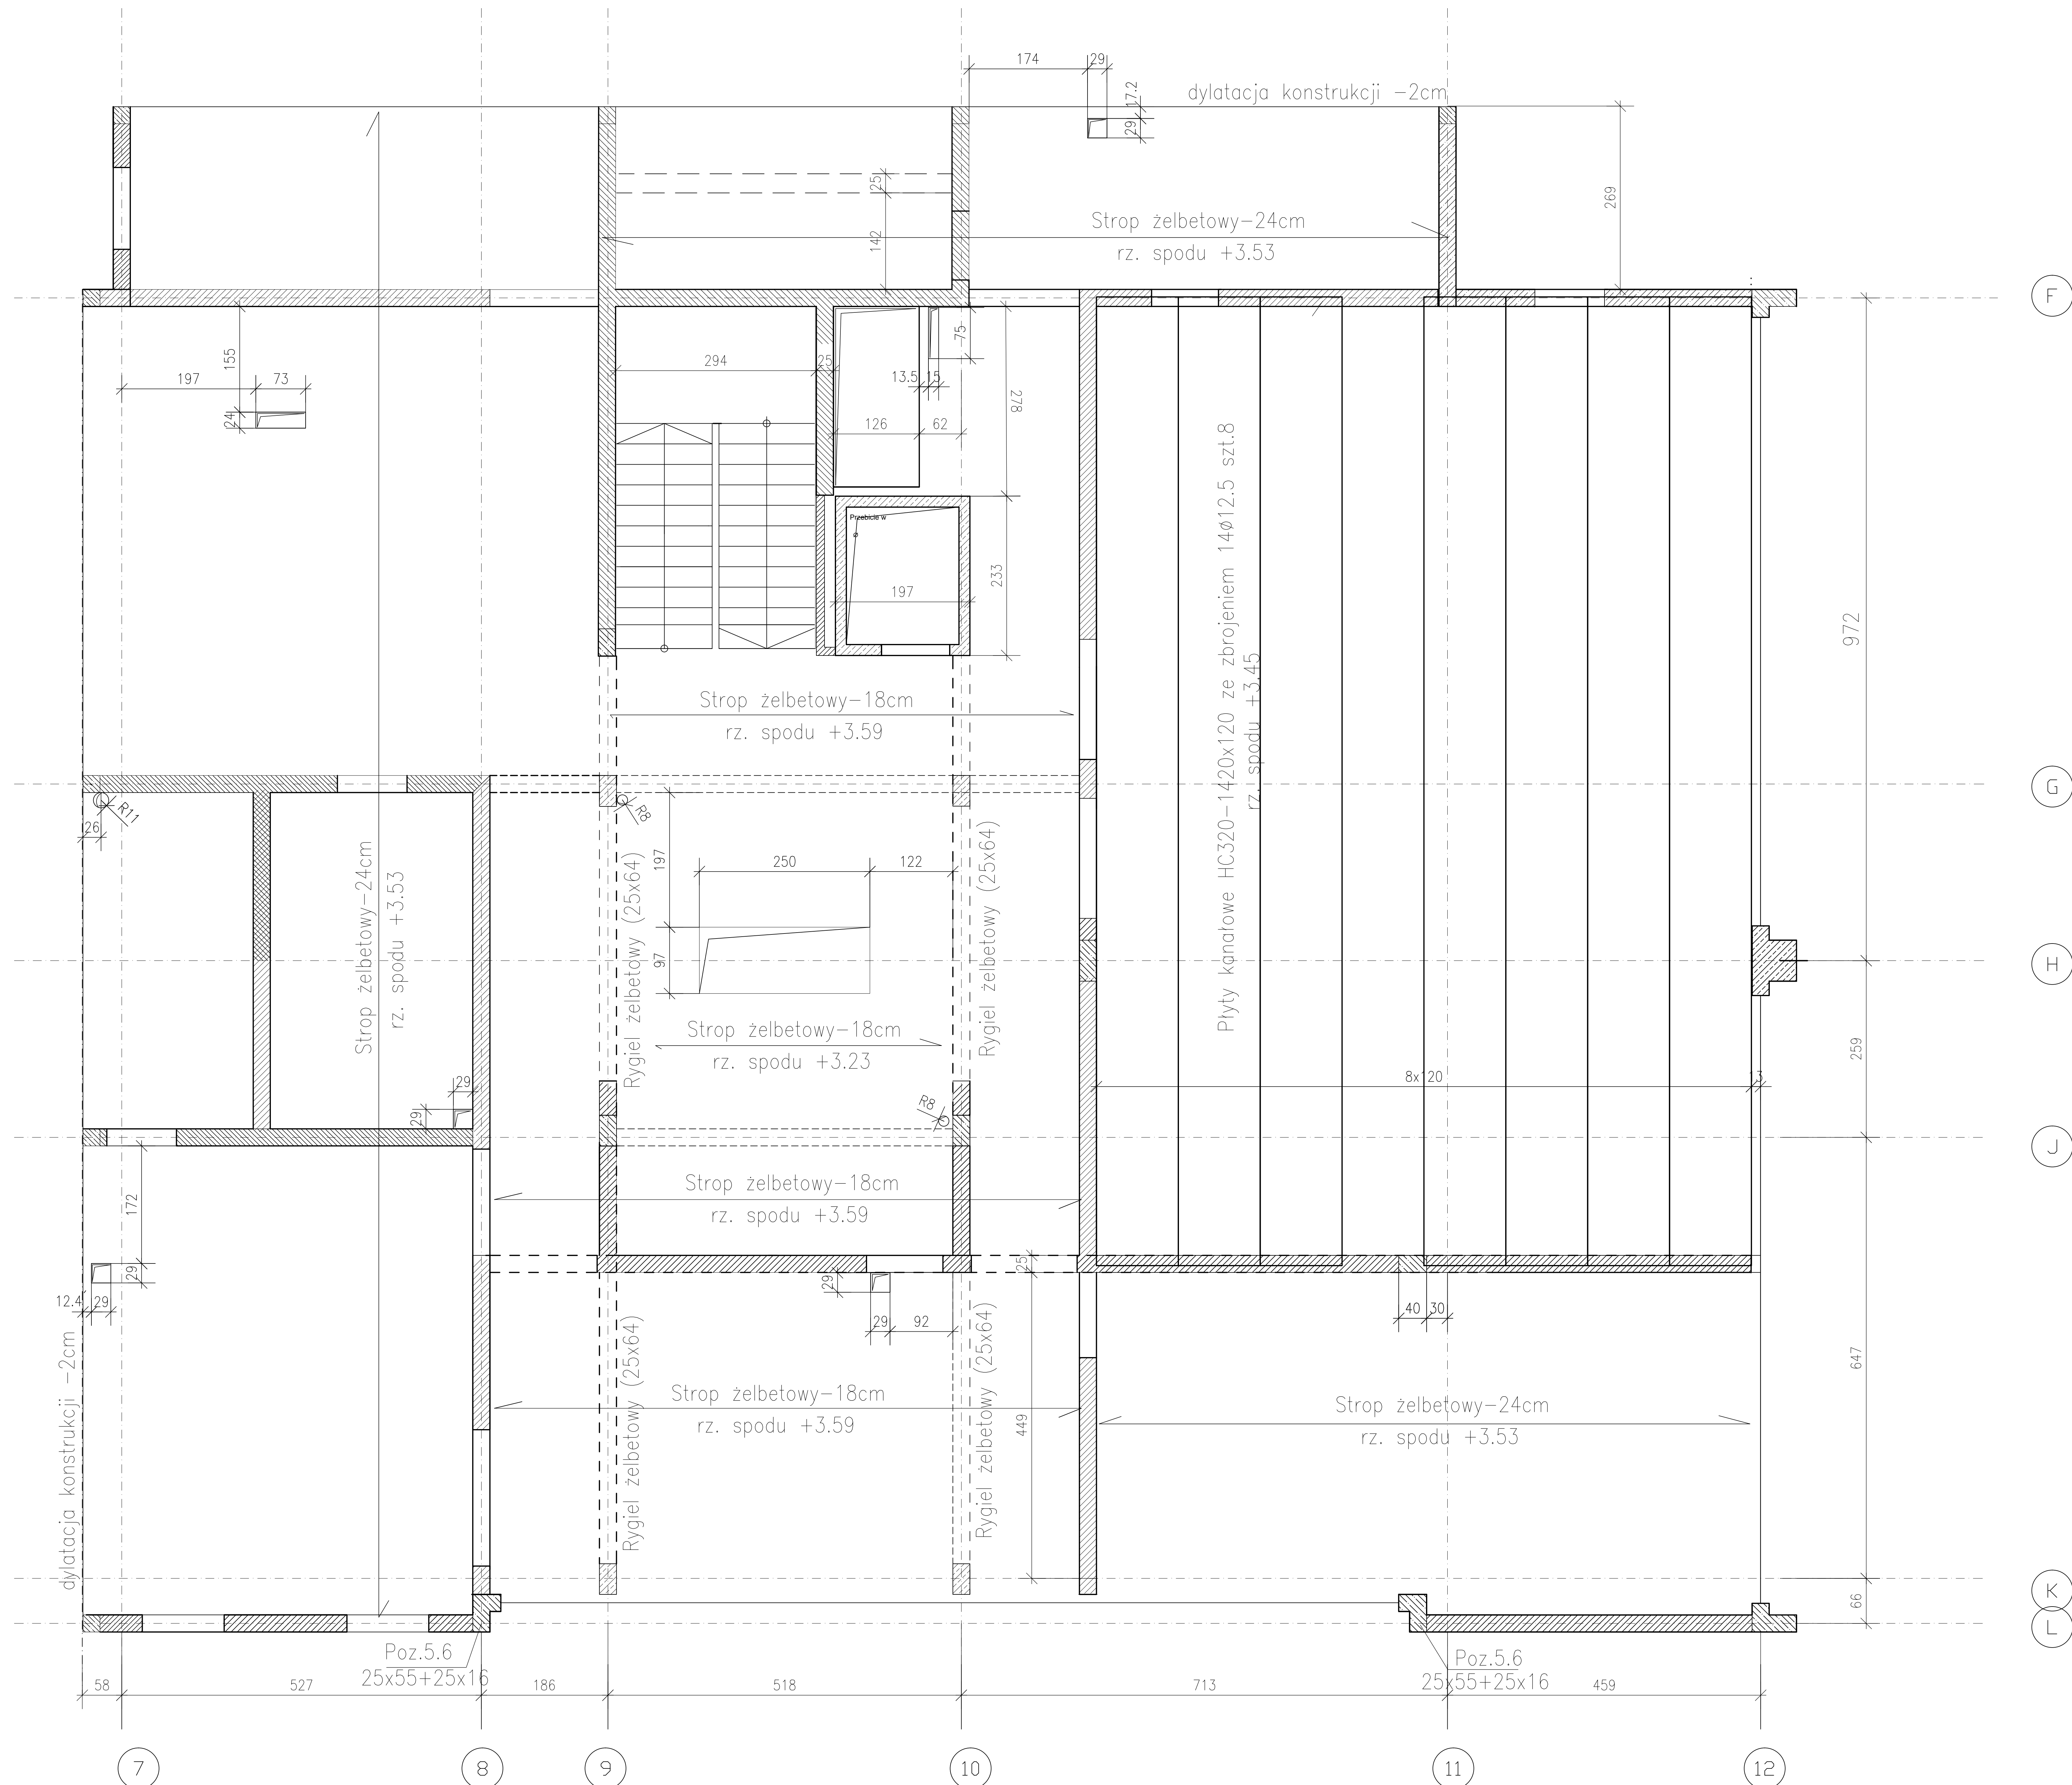 174
29
17.2
29
dylatacja konstrukcji -2cm
25
142
Strop żelbetowy-24cm
rz. spodu +3.53
269
F
155
197
73
24
294
25
75
13.5
15
126
62
278
Przebicie w
ø
197
233
Płyty kanałowe HC320-1420x120 ze zbrojeniem 14ø12.5 szt.8
rz. spodu +3.45
972
Strop żelbetowy-18cm
rz. spodu +3.59
G
R11
26
R8
197
250
122
97
Strop żelbetowy-24cm
rz. spodu +3.53
Rygiel żelbetowy (25x64)
Rygiel żelbetowy (25x64)
H
Strop żelbetowy-18cm
rz. spodu +3.23
259
8x120
13
29
29
R8
J
172
Strop żelbetowy-18cm
rz. spodu +3.59
29
12.4
29
25
29
29
92
40
30
dylatacja konstrukcji -2cm
Rygiel żelbetowy (25x64)
Rygiel żelbetowy (25x64)
647
Strop żelbetowy-18cm
rz. spodu +3.59
449
Strop żelbetowy-24cm
rz. spodu +3.53
K
66
L
Poz.5.6
25x55+25x16
Poz.5.6
25x55+25x16
58
527
186
518
713
459
7
8
9
10
11
12